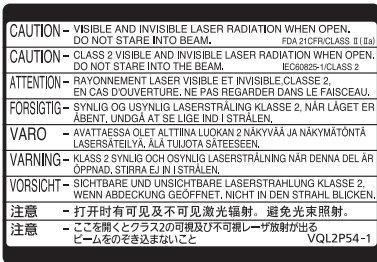 CAUTION - VISIBLE AND INVISIBLE LASER RADIATION WHEN OPEN.
DO NOT STARE INTO BEAM. FDA 21CFR/CLASS II (IIa)
CAUTION - CLASS 2 VISIBLE AND INVISIBLE LASER RADIATION WHEN OPEN.
DO NOT STARE INTO THE BEAM. IEC60825-1/CLASS 2
ATTENTION - RAYONNEMENT LASER VISIBLE ET INVISIBLE,CLASSE 2,
EN CAS D'OUVERTURE. NE PAS REGARDER DANS LE FAISCEAU.
FORSIGTIG - SYNLIG OG USYNLIG LASERSTRÅLING KLASSE 2, NÅR LÅGET ER
ÅBENT, UNDGÅ AT SE LIGE IND I STRÅLEN.
VARO - AVATTAESSA OLET ALTTIINA LUOKAN 2 NÄKYVÄÄ JA NÄKYMÄTÖNTÄ
LASERSÄTEILYÄ. ÄLÄ TUIJOTA SÄTEESEEN.
VARNING - KLASS 2 SYNLIG OCH OSYNLIG LASERSTRÅLNING NÄR DENNA DEL ÄR
ÖPPNAD. STIRRA EJ IN I STRÅLEN.
VORSICHT - SICHTBARE UND UNSICHTBARE LASERSTRAHLUNG KLASSE 2,
WENN ABDECKUNG GEÖFFNET. NICHT IN DEN STRAHL BLICKEN.
注意 - 打开时有可见及不可见激光辐射。避免光束照射。
注意 - ここを開くとクラス2の可視及び不可視レーザ放射が出る
ビームをのぞき込まないこと VQL2P54-1